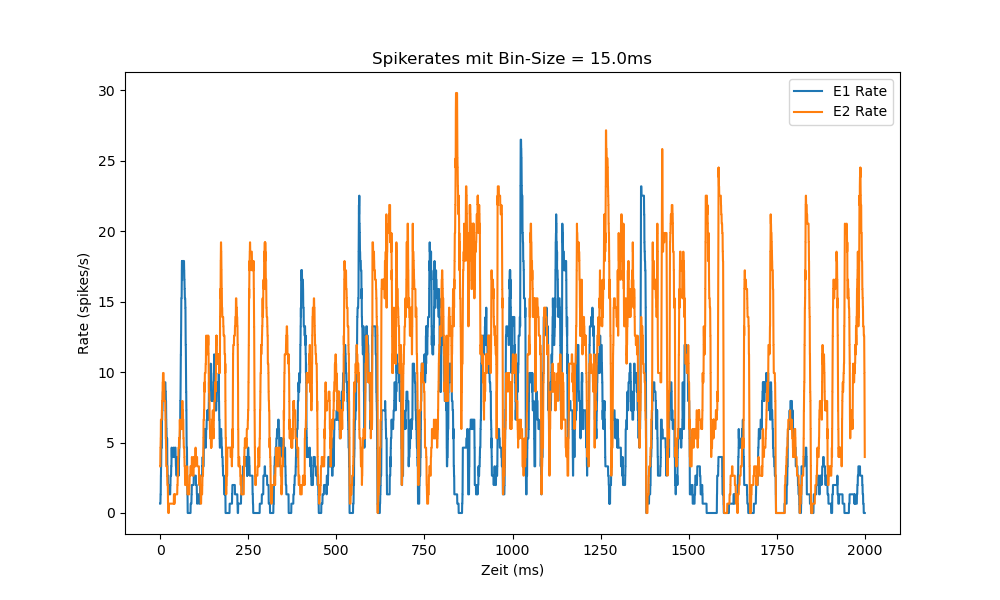 Spikerates mit Bin-Size = 15.0ms
E1 Rate
E2 Rate
Rate (spikes/s)
30
25
20
15
10
5
0
0 250 500 750 1000 1250 1500 1750 2000
Zeit (ms)